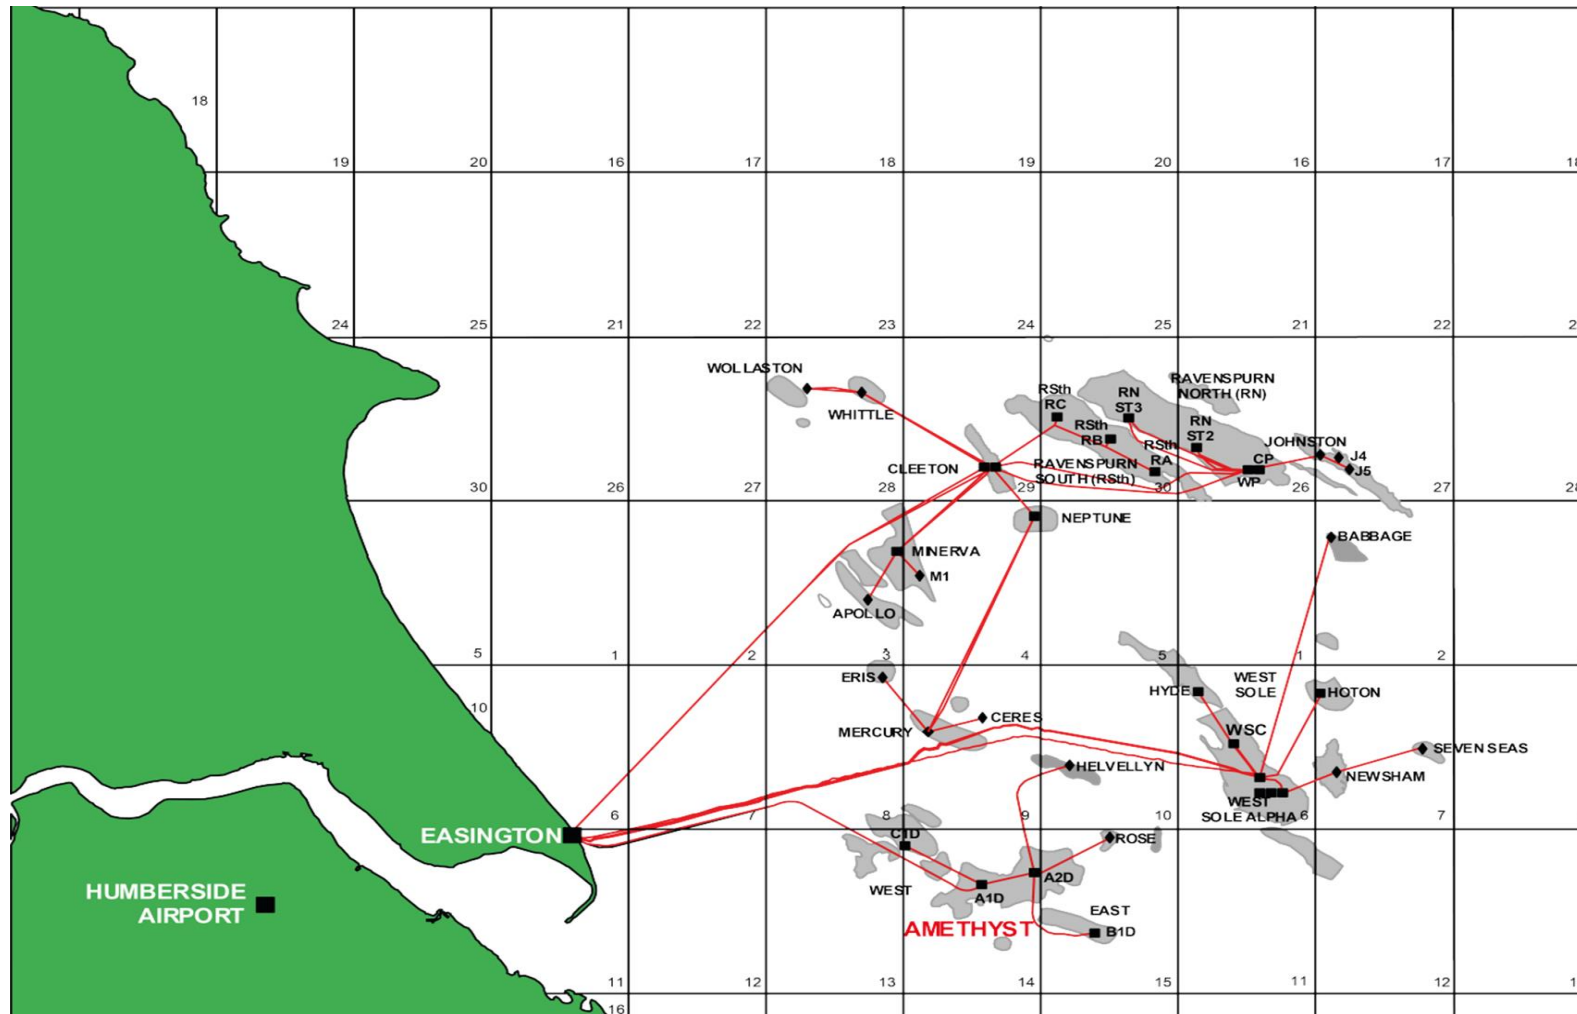 18
19
20
16
17
18
19
20
16
17
18
24
25
21
22
23
24
25
21
22
WOLLASTON
WHITTLE
RSth
RC
RN
ST3
RAVENSPURN
NORTH (RN)
RSth
RB
RN
ST2
RSth
RA
JOHNSTON
J4
J5
CP
WP
CLEETON
RAVENSPURN
SOUTH (RSth)
30
26
27
28
29
30
26
27
28
NEPTUNE
MINERVA
M1
APOLLO
BABBAGE
5
1
2
3
4
5
1
2
ERIS
HYDE
WEST
SOLE
HOTON
10
MERCURY
CERES
WSC
SEVEN SEAS
HELVELLYN
NEWSHAM
WEST
SOLE ALPHA
6
7
8
9
10
6
7
EASINGTON
CTD
ROSE
WEST
A1D
A2D
HUMBERSIDE
AIRPORT
EAST
B1D
AMETHYST
11
12
13
14
15
11
12
16